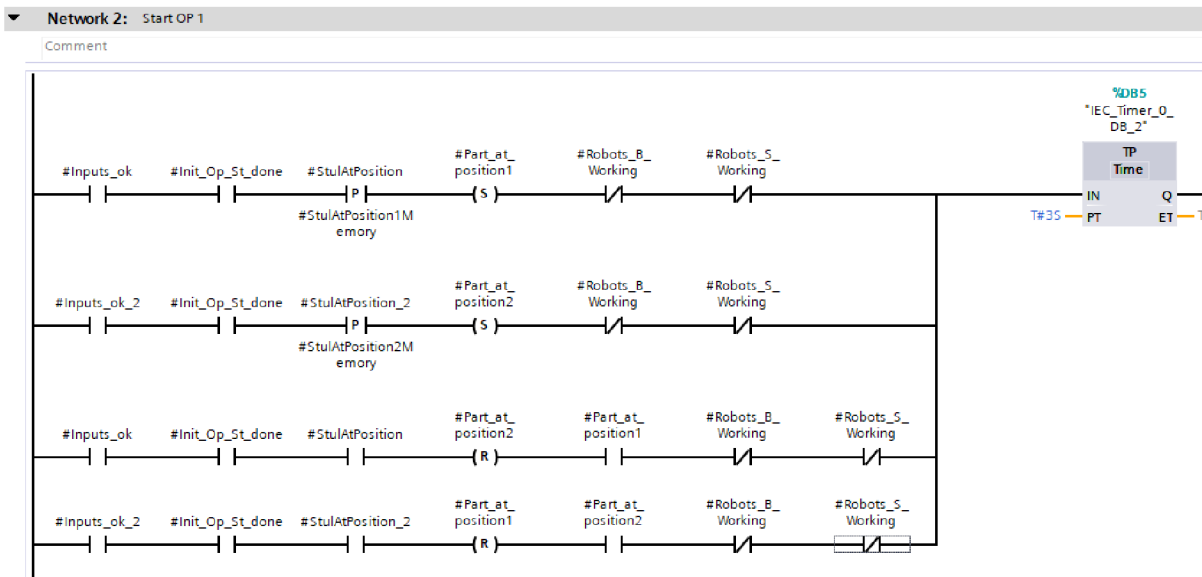 Network 2: Start OP 1
Comment
%DB5
"IEC_Timer_0_
DB_2"
TP
Time
IN Q
T#3S PT ET T
#Inputs_ok #Init_Op_St_done #StulAtPosition #Part_at_
position1 #Robots_B_
Working #Robots_S_
Working
P S
#StulAtPosition1M
emory
#Inputs_ok_2 #Init_Op_St_done #StulAtPosition_2 #Part_at_
position2 #Robots_B_
Working #Robots_S_
Working
P S
#StulAtPosition2M
emory
#Inputs_ok #Init_Op_St_done #StulAtPosition #Part_at_
position2 #Part_at_
position1 #Robots_B_
Working #Robots_S_
Working
R
#Inputs_ok_2 #Init_Op_St_done #StulAtPosition_2 #Part_at_
position1 #Part_at_
position2 #Robots_B_
Working #Robots_S_
Working
R